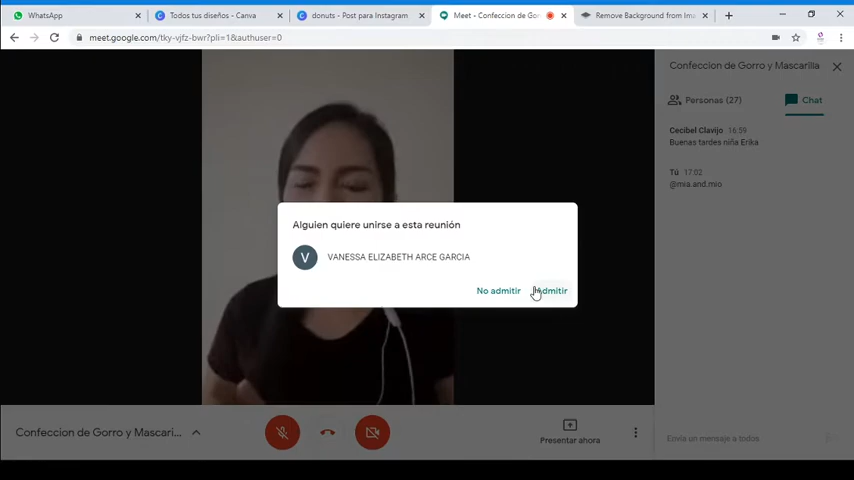 WhatsApp
Todos tus diseños - Canva
donuts - Post para Instagram
Meet - Confeccion de Gor
Remove Background from Im
meet.google.com/tky-vjfz-bwr?pli=1&authuser=0
Confeccion de Gorro y Mascarilla
Personas (27)
Chat
Cecibel Clavijo 16:59
Buenas tardes niña Erika
Tú 17:02
@mia.and.mio
Alguien quiere unirse a esta reunión
V
VANESSA ELIZABETH ARCE GARCIA
No admitir
Admitir
Confeccion de Gorro y Mascari...
Presentar ahora
Envía un mensaje a todos